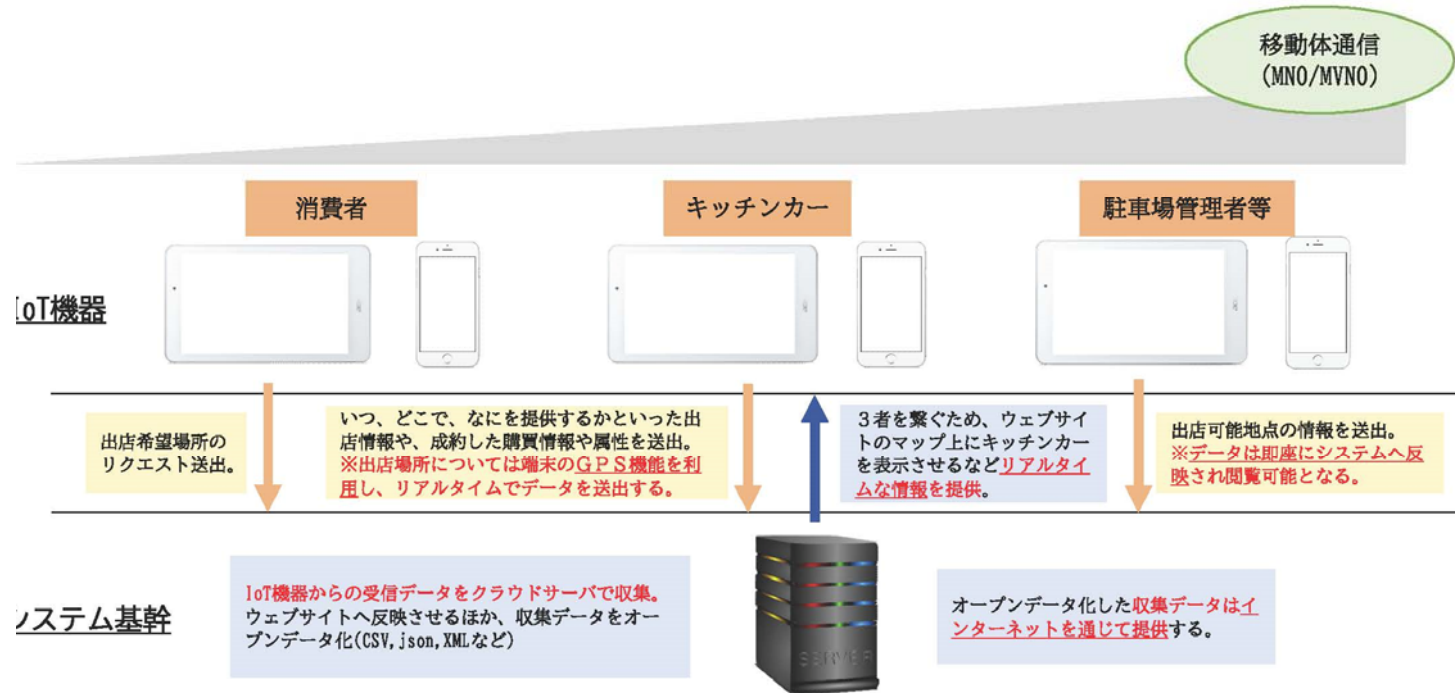 移動体通信
(MNO/MVNO)
消費者
キッチンカー
駐車場管理者等
IoT機器
出店希望場所の
リクエスト送出。
いつ、どこで、なにを提供するかといった出
店情報や、成約した購買情報や属性を送出。
※出店場所については端末のＧＰＳ機能を利
用し、リアルタイムでデータを送出する。
３者を繋ぐため、ウェブサイ
トのマップ上にキッチンカー
を表示させるなどリアルタイ
ムな情報を提供。
出店可能地点の情報を送出。
※データは即座にシステムへ反
映され閲覧可能となる。
システム基幹
IoT機器からの受信データをクラウドサーバで収集。
ウェブサイトへ反映させるほか、収集データをオー
プンデータ化(CSV,json,XMLなど)
SERVER
オープンデータ化した収集データはイ
ンターネットを通じて提供する。